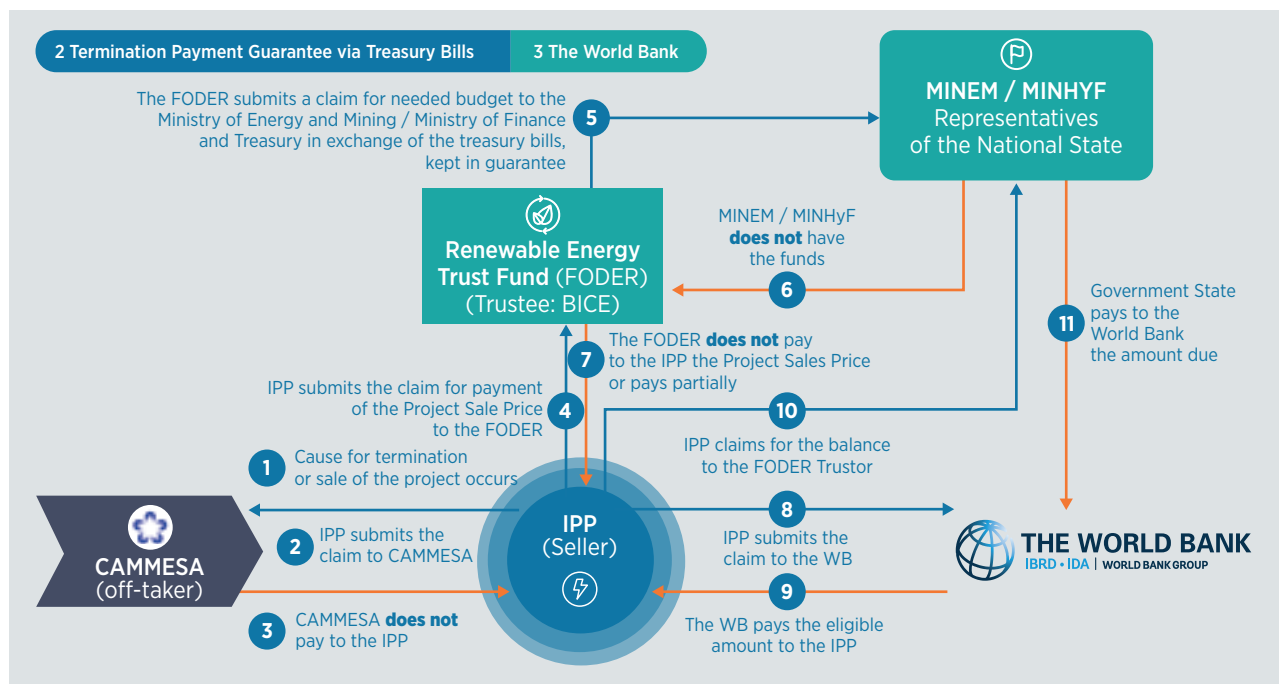 2 Termination Payment Guarantee via Treasury Bills
3 The World Bank
MINEM / MINHYF
Representatives
of the National State
The FODER submits a claim for needed budget to the
Ministry of Energy and Mining / Ministry of Finance
and Treasury in exchange of the treasury bills,
kept in guarantee
5
Renewable Energy
Trust Fund (FODER)
(Trustee: BICE)
MINEM / MINHyF
does not have
the funds
6
11
Government State
pays to the
World Bank
the amount due
7
The FODER does not pay
to the IPP the Project Sales Price
or pays partially
IPP submits the claim for payment
of the Project Sale Price
to the FODER
4
10
IPP claims for the balance
to the FODER Trustor
1
Cause for termination
or sale of the project occurs
CAMMESA
(off-taker)
2
IPP submits the
claim to CAMMESA
3
CAMMESA does not
pay to the IPP
IPP
(Seller)
8
IPP submits the
claim to the WB
9
The WB pays the eligible
amount to the IPP
THE WORLD BANK
IBRD • IDA | WORLD BANK GROUP